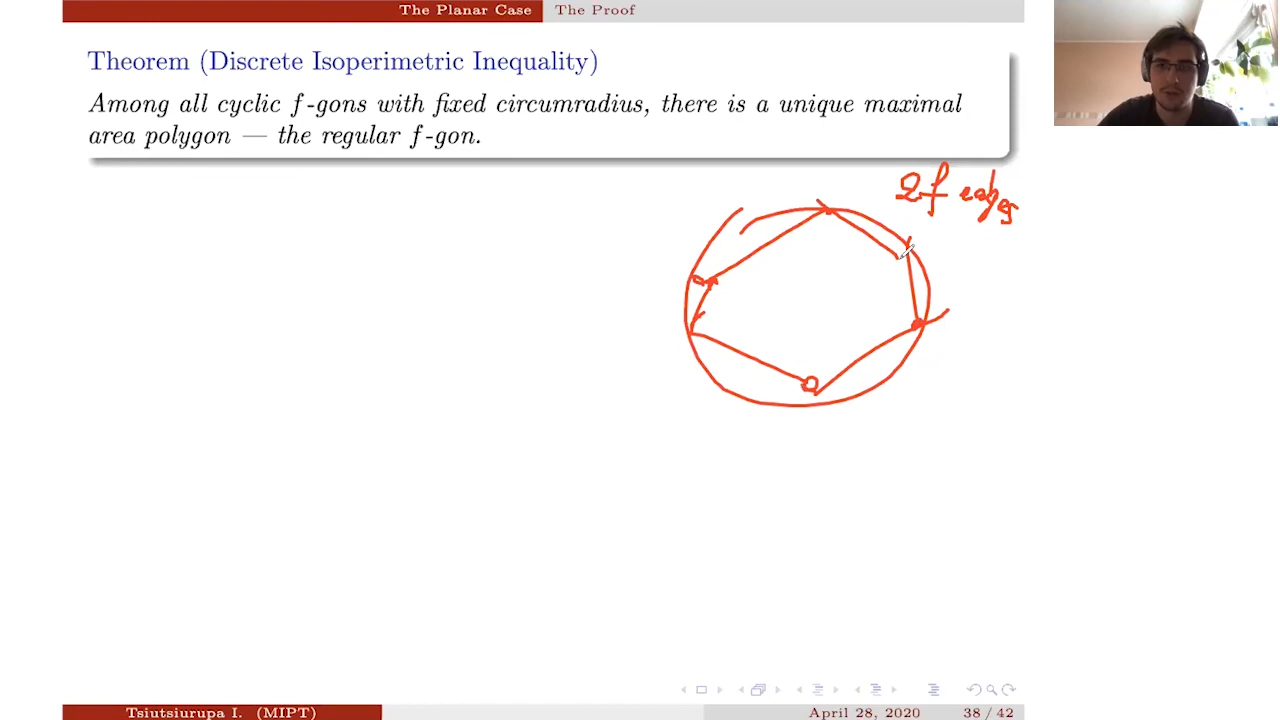 The Planar Case The Proof
Theorem (Discrete Isoperimetric Inequality)
Among all cyclic f-gons with fixed circumradius, there is a unique maximal
area polygon — the regular f-gon.
2f edges
Tsiutsiurupa I. (MIPT) April 28, 2020 38 / 42